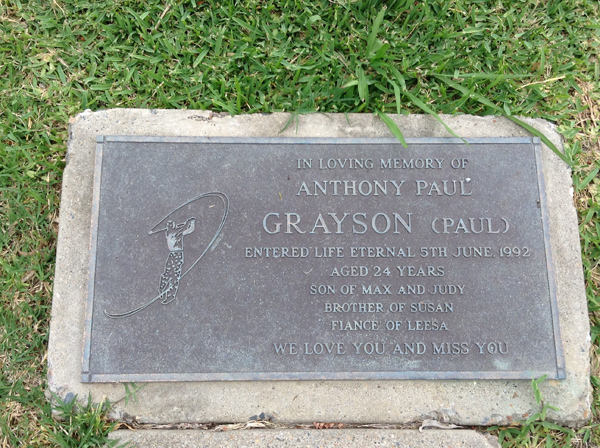 IN LOVING MEMORY OF
ANTHONY PAUL
GRAYSON (PAUL)
ENTERED LIFE ETERNAL 5TH JUNE, 1992
AGED 24 YEARS
SON OF MAX AND JUDY
BROTHER OF SUSAN
FIANCE OF LEESA
WE LOVE YOU AND MISS YOU